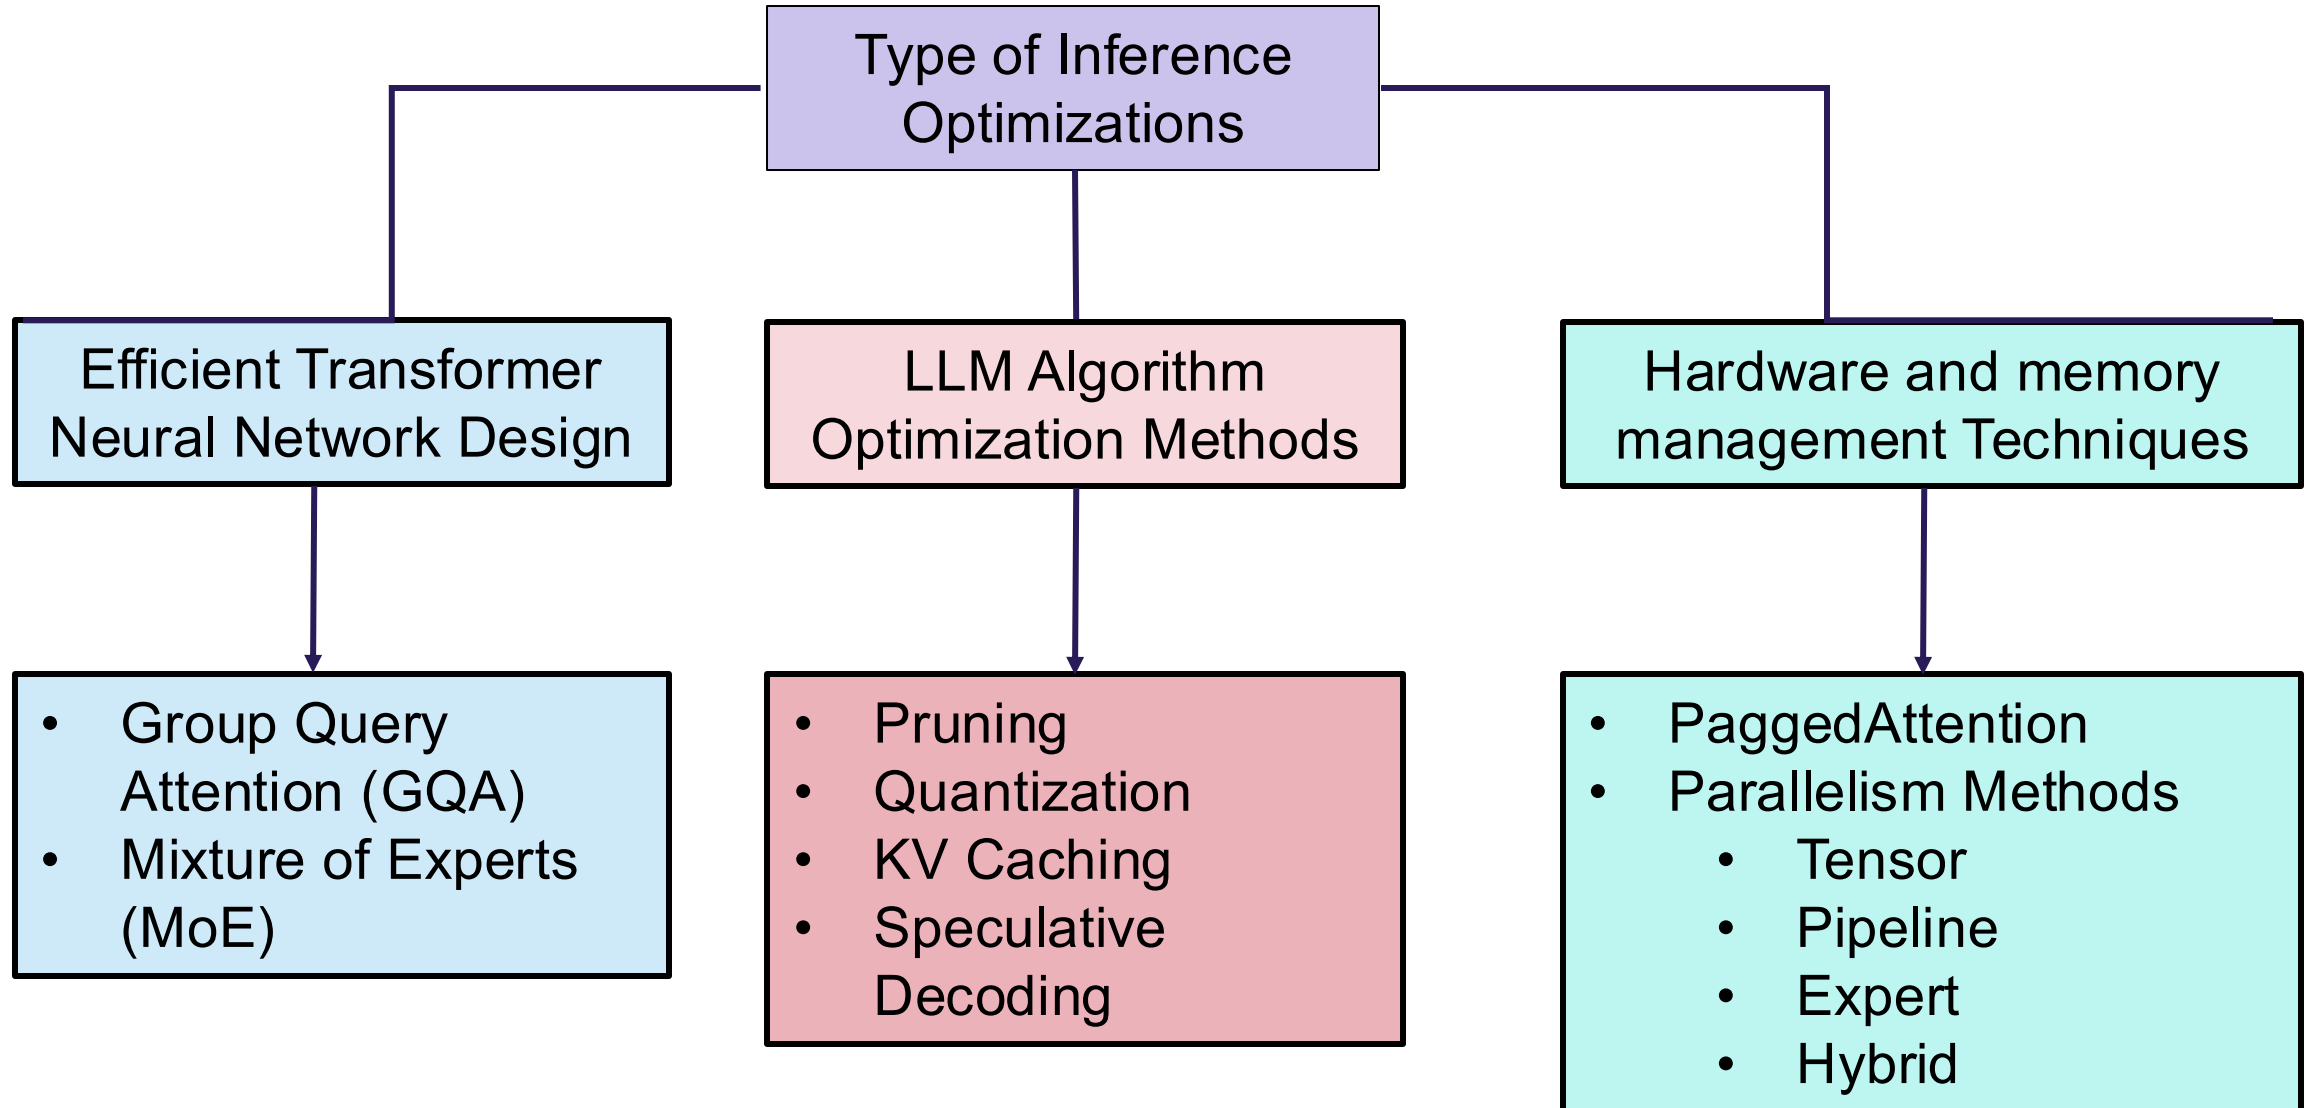 Type of Inference
Optimizations
Efficient Transformer
Neural Network Design
LLM Algorithm
Optimization Methods
Hardware and memory
management Techniques
• Group Query
Attention (GQA)
• Mixture of Experts
(MoE)
• Pruning
• Quantization
• KV Caching
• Speculative
Decoding
• PaggedAttention
• Parallelism Methods
• Tensor
• Pipeline
• Expert
• Hybrid